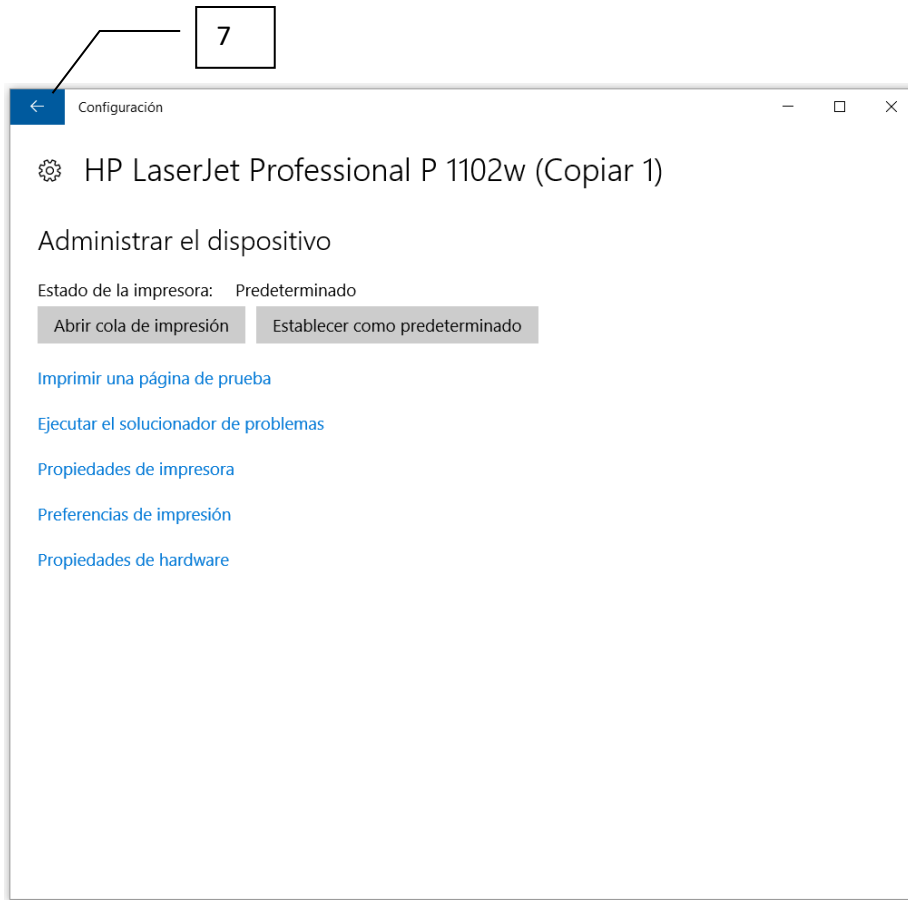 7
Configuración
HP LaserJet Professional P 1102w (Copiar 1)
Administrar el dispositivo
Estado de la impresora: Predeterminado
Abrir cola de impresión Establecer como predeterminado
Imprimir una página de prueba
Ejecutar el solucionador de problemas
Propiedades de impresora
Preferencias de impresión
Propiedades de hardware